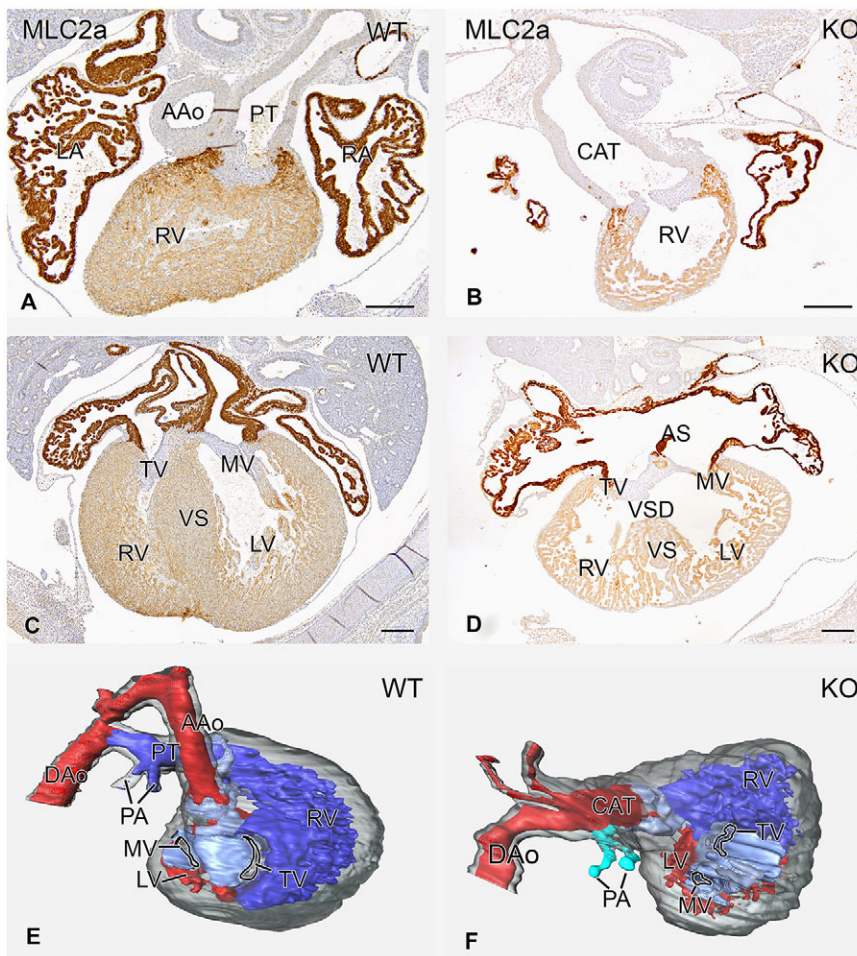 MLC2a WT MLC2a KO
AAo PT CAT
LA RA
RV RV
A B
WT KO
AS
TV MV TV MV
VSD
VS VS
RV LV RV LV
C D
WT KO
AAo
PT RV
DAo CAT
PA RV TV
MV DAo LV
LV TV PA MV
E F